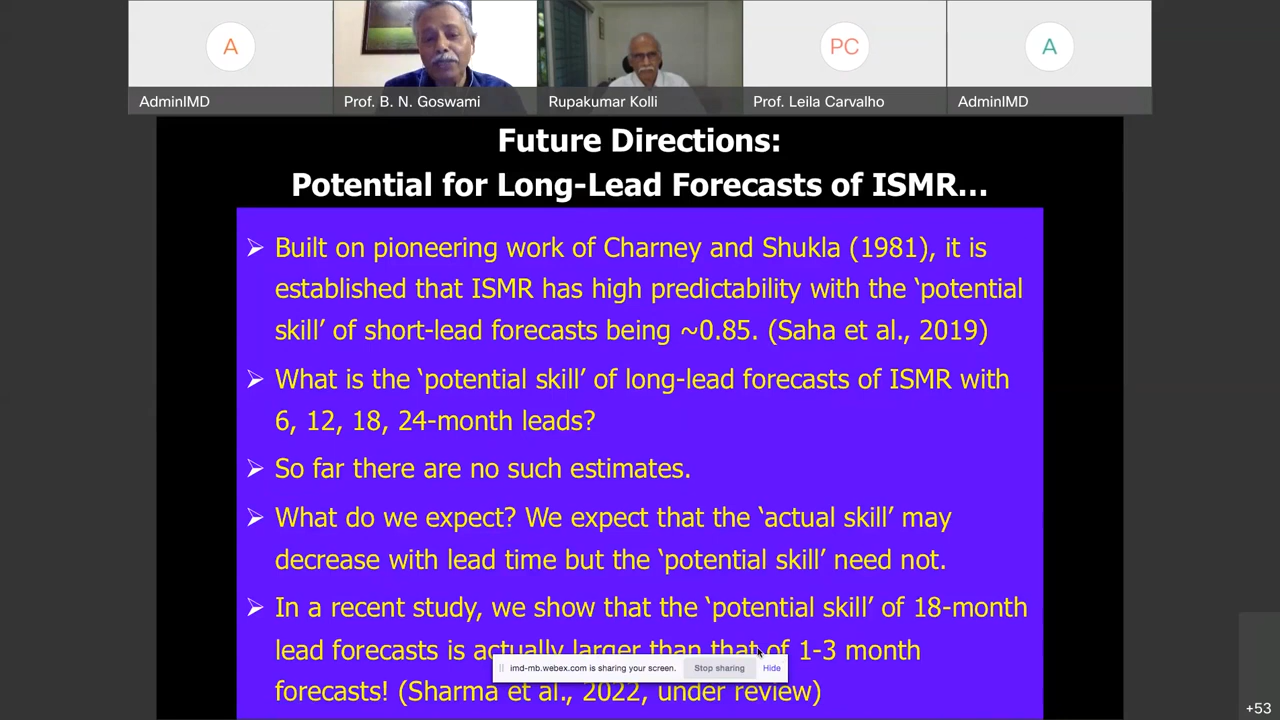 A
PC
A
AdminIMD
Prof. B. N. Goswami
Rupakumar Kolli
Prof. Leila Carvalho
AdminIMD
Future Directions:
Potential for Long-Lead Forecasts of ISMR...
➢ Built on pioneering work of Charney and Shukla (1981), it is
established that ISMR has high predictability with the ‘potential
skill’ of short-lead forecasts being ~0.85. (Saha et al., 2019)
➢ What is the ‘potential skill’ of long-lead forecasts of ISMR with
6, 12, 18, 24-month leads?
➢ So far there are no such estimates.
➢ What do we expect? We expect that the ‘actual skill’ may
decrease with lead time but the ‘potential skill’ need not.
➢ In a recent study, we show that the ‘potential skill’ of 18-month
lead forecasts is actually larger than that of 1-3 month
imd-mb.webex.com is sharing your screen. Stop sharing Hide
forecasts! (Sharma et al., 2022, under review)
+53